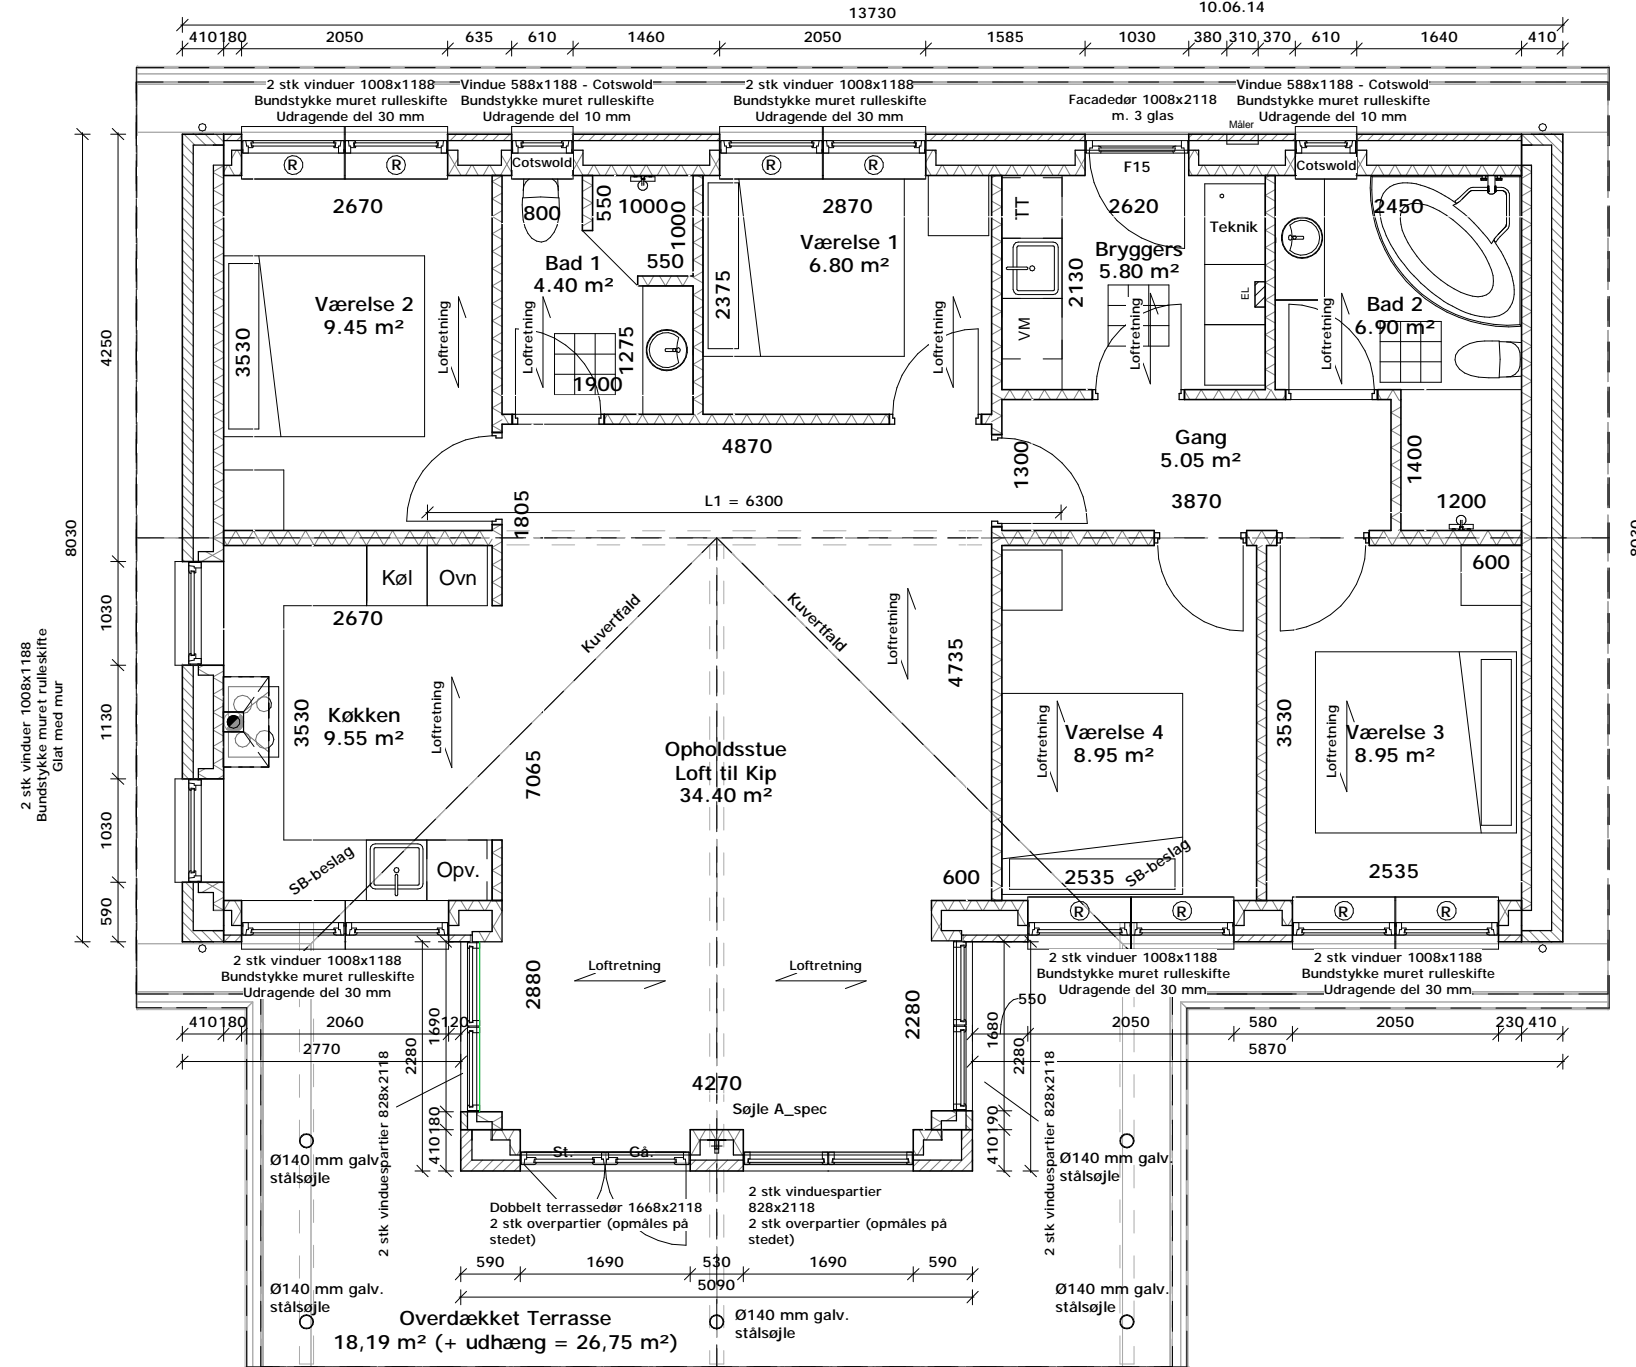 13730
10.06.14
410
180
2050
635
610
1460
2050
1585
1030
380
310
370
610
1640
410
2 stk vinduer 1008x1188
Bundstykke muret rulleskifte
Udragende del 30 mm
Vindue 588x1188 - Cotswold
Bundstykke muret rulleskifte
Udragende del 10 mm
2 stk vinduer 1008x1188
Bundstykke muret rulleskifte
Udragende del 30 mm
Facadedør 1008x2118
m. 3 glas
Måler
Vindue 588x1188 - Cotswold
Bundstykke muret rulleskifte
Udragende del 10 mm
R
R
Cotswold
R
R
F15
Cotswold
2670
800
550
1000
1000
550
2870
TT
2620
Teknik
2450
Bad 1
4.40 m²
Værelse 1
6.80 m²
Bryggers
5.80 m²
2130
EL
VM
Værelse 2
9.45 m²
Loftretning
Loftretning
3530
1275
1900
2375
Loftretning
Loftretning
Loftretning
Bad 2
6.90 m²
4250
8030
8030
4870
Gang
5.05 m²
1300
1400
3870
1200
L1 = 6300
1805
600
Køl
Ovn
2670
Kuvertfald
Kuvertfald
Loftretning
4735
1030
1130
1030
590
2 stk vinduer 1008x1188
Bundstykke muret rulleskifte
Glat med mur
3530
Køkken
9.55 m²
Loftretning
7065
Opholdsstue
Loft til Kip
34.40 m²
Loftretning
Værelse 4
8.95 m²
3530
Loftretning
Værelse 3
8.95 m²
SB-beslag
Opv.
600
2535
SB-beslag
2535
R
R
R
R
2 stk vinduer 1008x1188
Bundstykke muret rulleskifte
Udragende del 30 mm
2880
Loftretning
Loftretning
2280
2 stk vinduer 1008x1188
Bundstykke muret rulleskifte
Udragende del 30 mm
2 stk vinduer 1008x1188
Bundstykke muret rulleskifte
Udragende del 30 mm
550
410
180
2060
120
2770
1690
2280
180
410
1680
2280
190
410
2050
580
2050
230
410
5870
2 stk vinduespartier 828x2118
2 stk vinduespartier 828x2118
4270
Søjle A_spec
St.
Gå.
Ø140 mm galv.
stålsøjle
Ø140 mm galv.
stålsøjle
Dobbelt terrassedør 1668x2118
2 stk overpartier (opmåles på
stedet)
2 stk vinduespartier
828x2118
2 stk overpartier (opmåles på
stedet)
590
1690
530
1690
590
5090
Ø140 mm galv.
stålsøjle
Ø140 mm galv.
stålsøjle
Ø140 mm galv.
stålsøjle
Overdækket Terrasse
18,19 m² (+ udhæng = 26,75 m²)